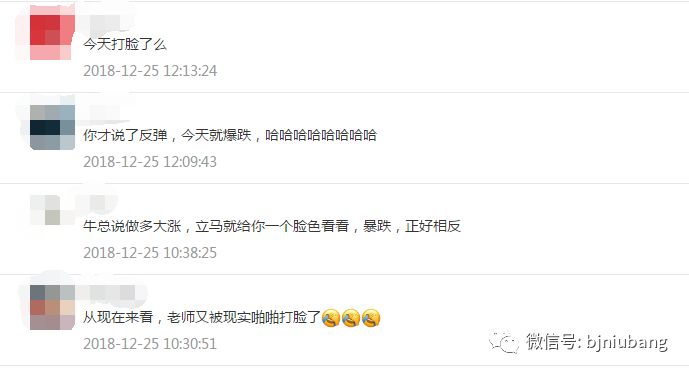 今天打脸了么
2018-12-25 12:13:24
你才说了反弹，今天就爆跌，哈哈哈哈哈哈哈哈
2018-12-25 12:09:43
牛总说做多大涨，立马就给你一个脸色看看，暴跌，正好相反
2018-12-25 10:38:25
从现在来看，老师又被现实啪啪打脸了
2018-12-25 10:30:51
微信号: bjniubang